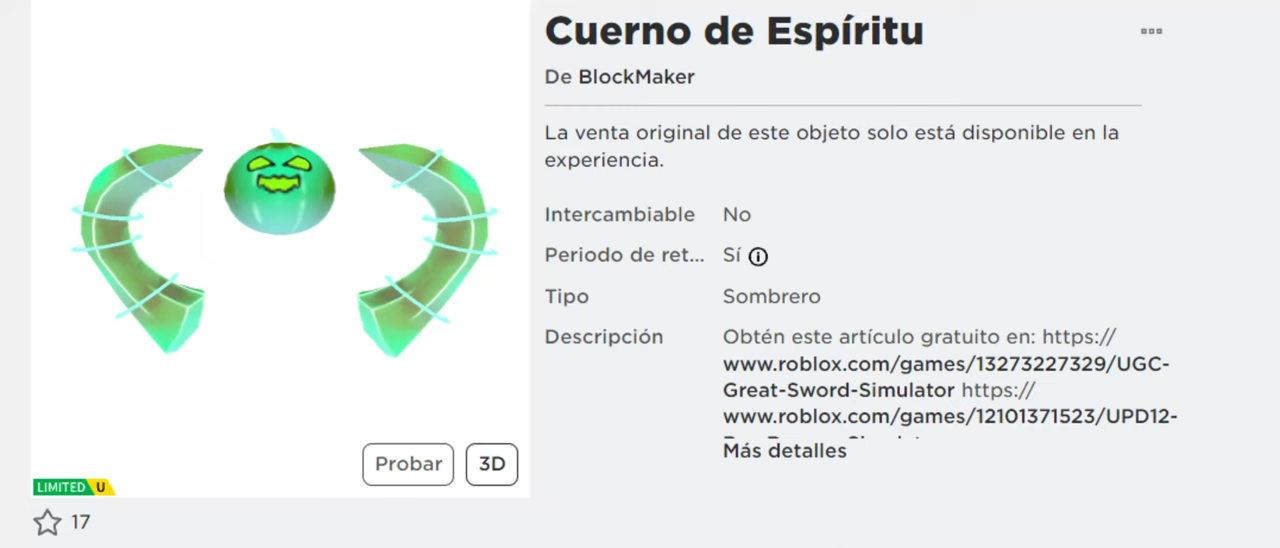 Cuerno de Espíritu
De BlockMaker
La venta original de este objeto solo está disponible en la
experiencia.
Intercambiable No
Periodo de ret... Sí
Tipo Sombrero
Descripción Obtén este artículo gratuito en: https://
www.roblox.com/games/13273227329/UGC-
Great-Sword-Simulator https://
www.roblox.com/games/12101371523/UPD12-
Más detalles
Probar 3D
LIMITED U
17